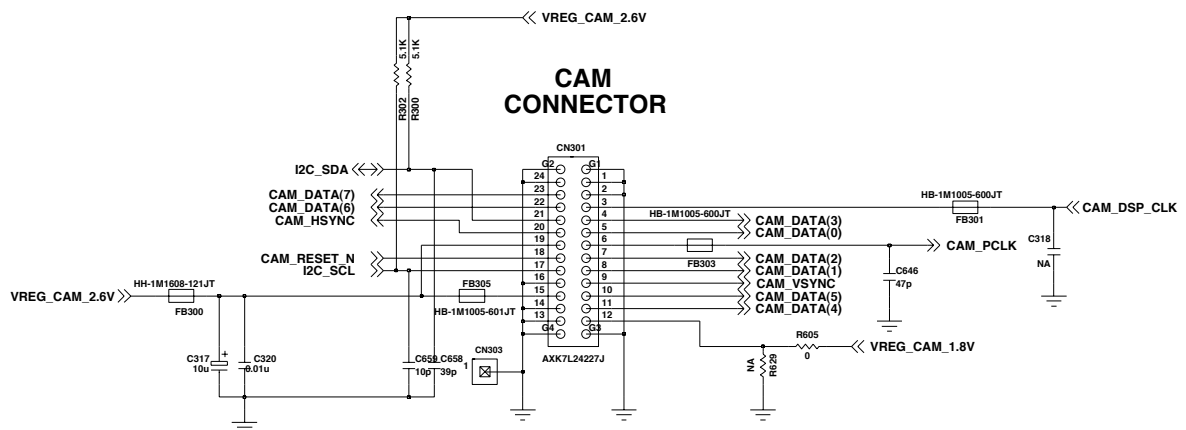 VREG_CAM_2.6V
5.1K
5.1K
R302
R300
CAM
CONNECTOR
CN301
I2C_SDA
G2
G1
24
1
CAM_DATA(7)
23
2
HB-1M1005-600JT
CAM_DATA(6)
22
3
CAM_DSP_CLK
CAM_HSYNC
21
4
HB-1M1005-600JT
CAM_DATA(3)
FB301
20
5
CAM_DATA(0)
C318
19
6
CAM_PCLK
NA
CAM_RESET_N
18
7
FB303
CAM_DATA(2)
I2C_SCL
17
8
CAM_DATA(1)
C646
47p
HH-1M1608-121JT
FB305
16
9
CAM_VSYNC
VREG_CAM_2.6V
15
10
CAM_DATA(5)
FB300
HB-1M1005-601JT
14
11
CAM_DATA(4)
13
12
G4
G3
R605
0
VREG_CAM_1.8V
C317
10u
+
C320
0.01u
C659
10p
C658
39p
CN303
1
AXK7L24227J
NA
R629